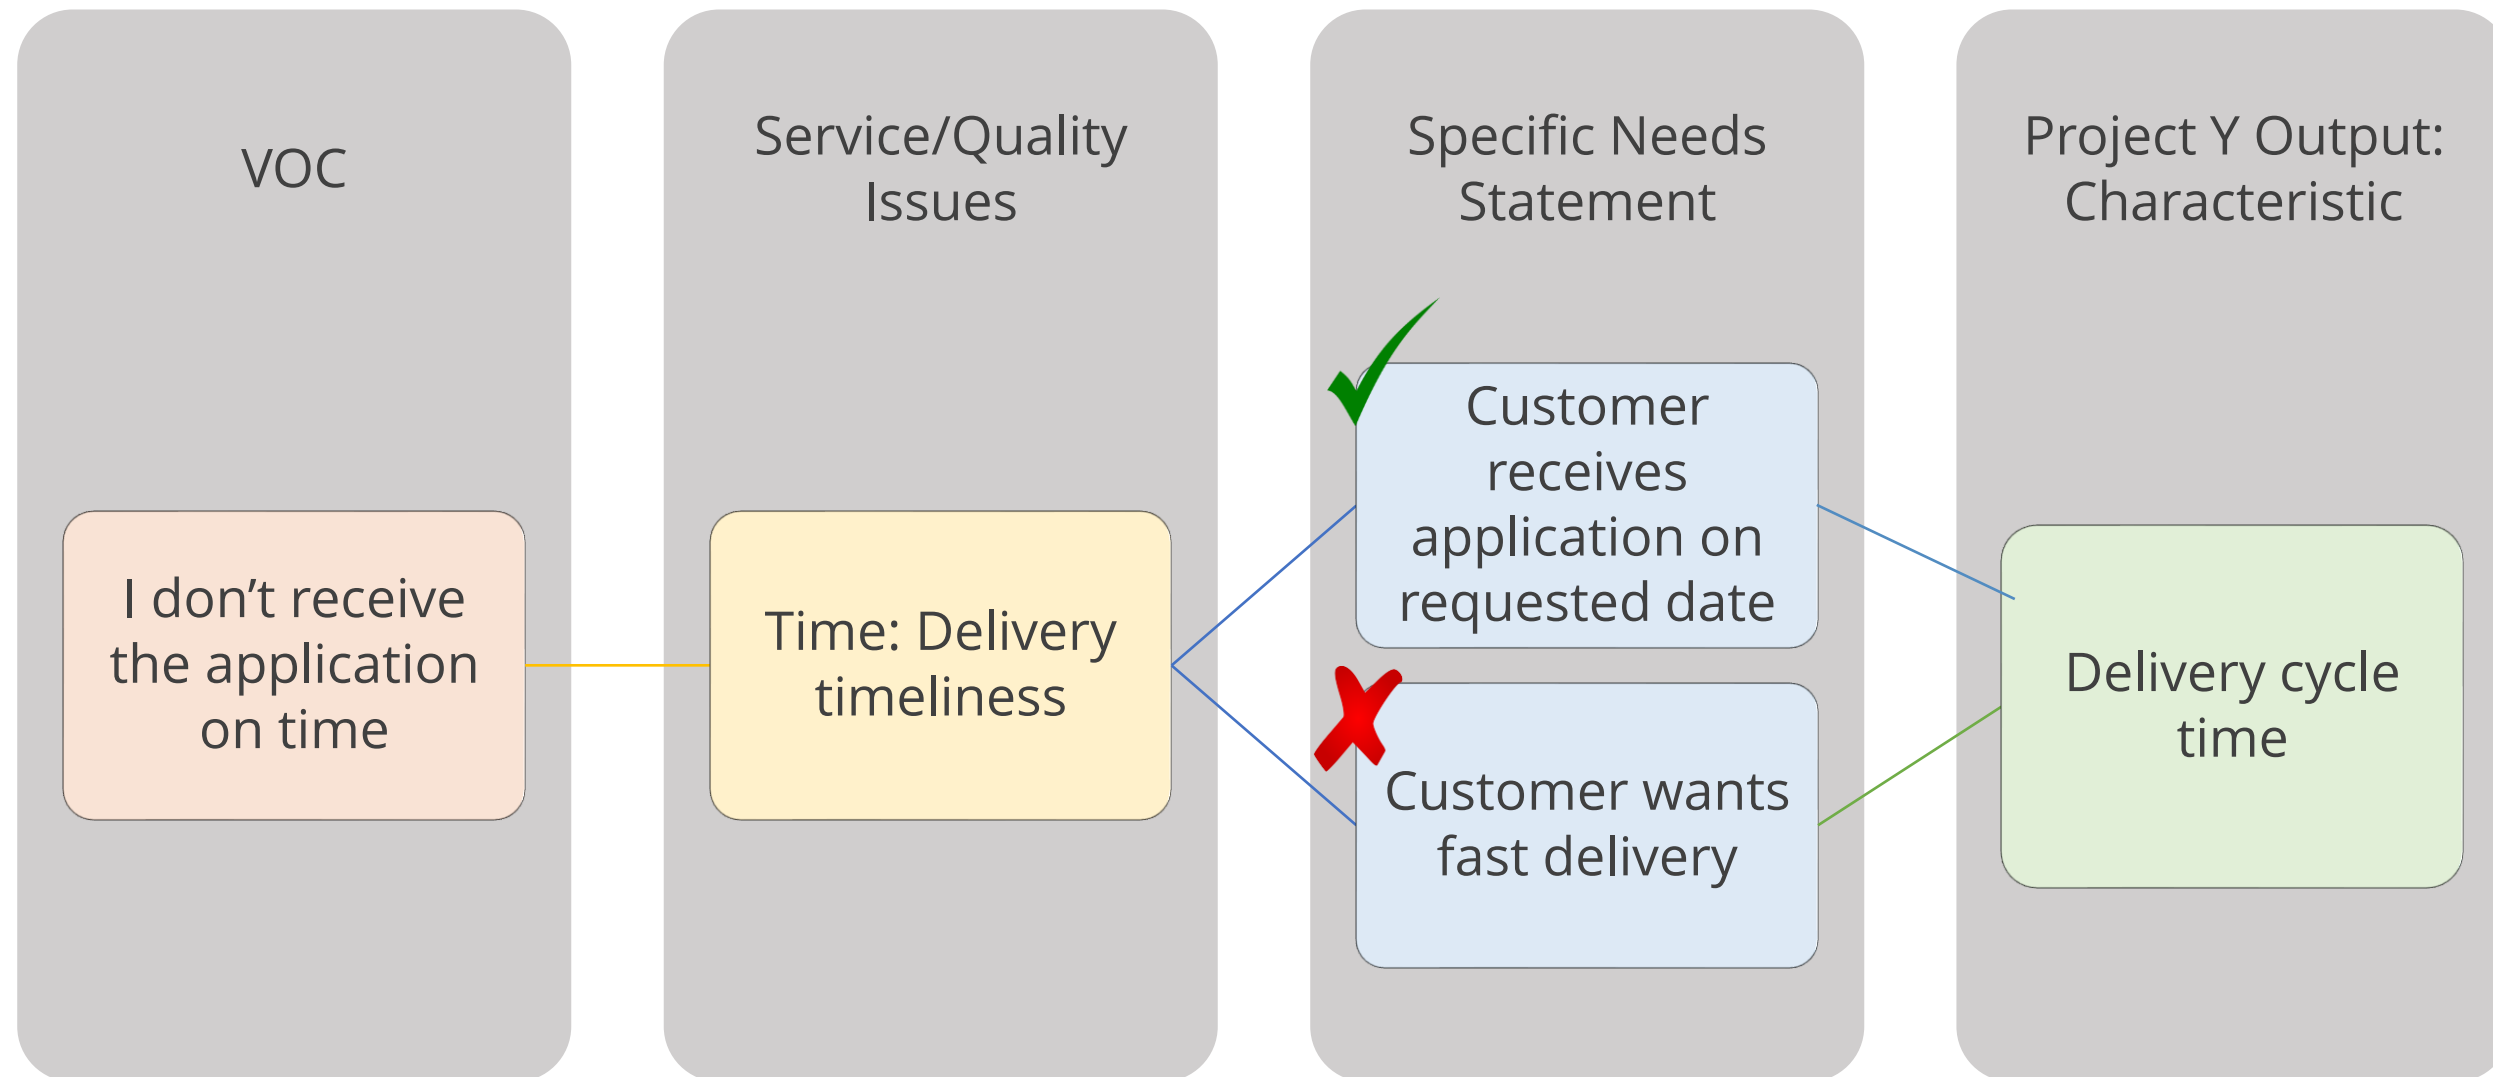 VOC
Service/Quality
Issues
Specific Needs
Statement
Project Y Output:
Characteristic
I don’t receive
the application
on time
Time: Delivery
timeliness
Customer
receives
application on
requested date
Customer wants
fast delivery
Delivery cycle
time